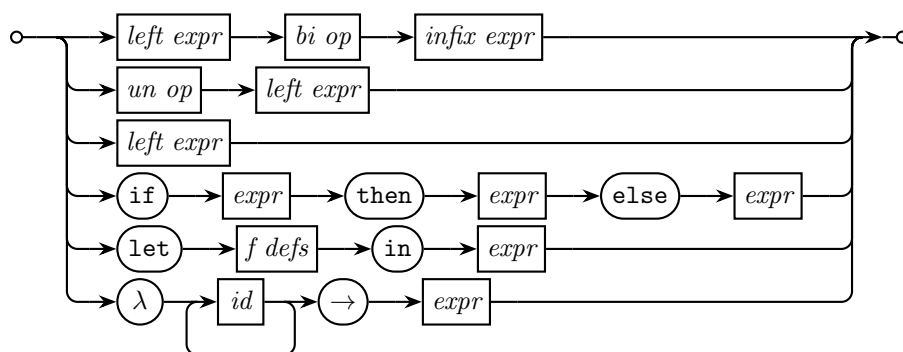 left expr bi op infix expr
un op left expr
left expr
if expr then expr else expr
let f defs in expr
λ id → expr